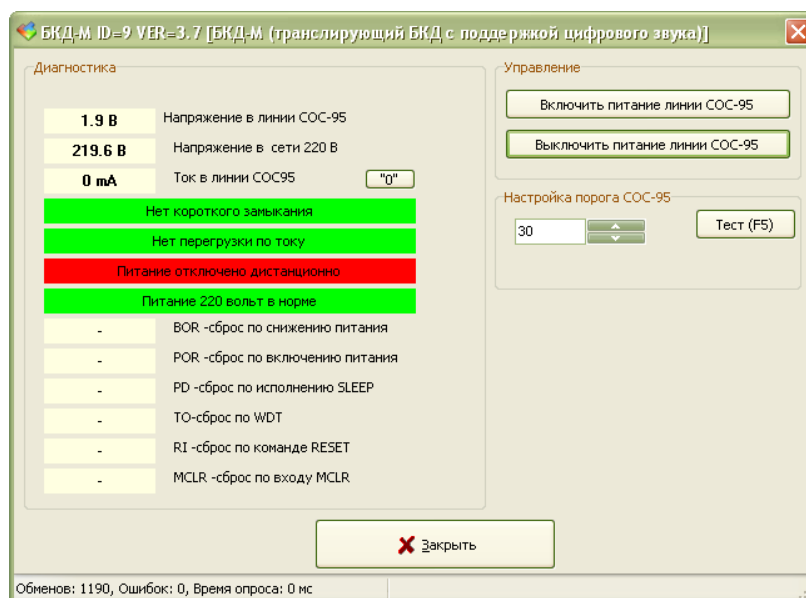 БКД-М ID=9 VER=3.7 [БКД-М (транслирующий БКД с поддержкой цифрового звука)]
Диагностика
1.9 В Напряжение в линии СОС-95
219.6 В Напряжение в сети 220 В
0 mA Ток в линии СОС95 "0"
Нет короткого замыкания
Нет перегрузки по току
Питание отключено дистанционно
Питание 220 вольт в норме
- BOR -сброс по снижению питания
- POR -сброс по включению питания
- PD -сброс по исполнению SLEEP
- TO-сброс по WDT
- RI -сброс по команде RESET
- MCLR -сброс по входу MCLR
Управление
Включить питание линии СОС-95
Выключить питание линии СОС-95
Настройка порога СОС-95
30 Тест (F5)
Закрыть
Обменов: 1190, Ошибок: 0, Время опроса: 0 мс